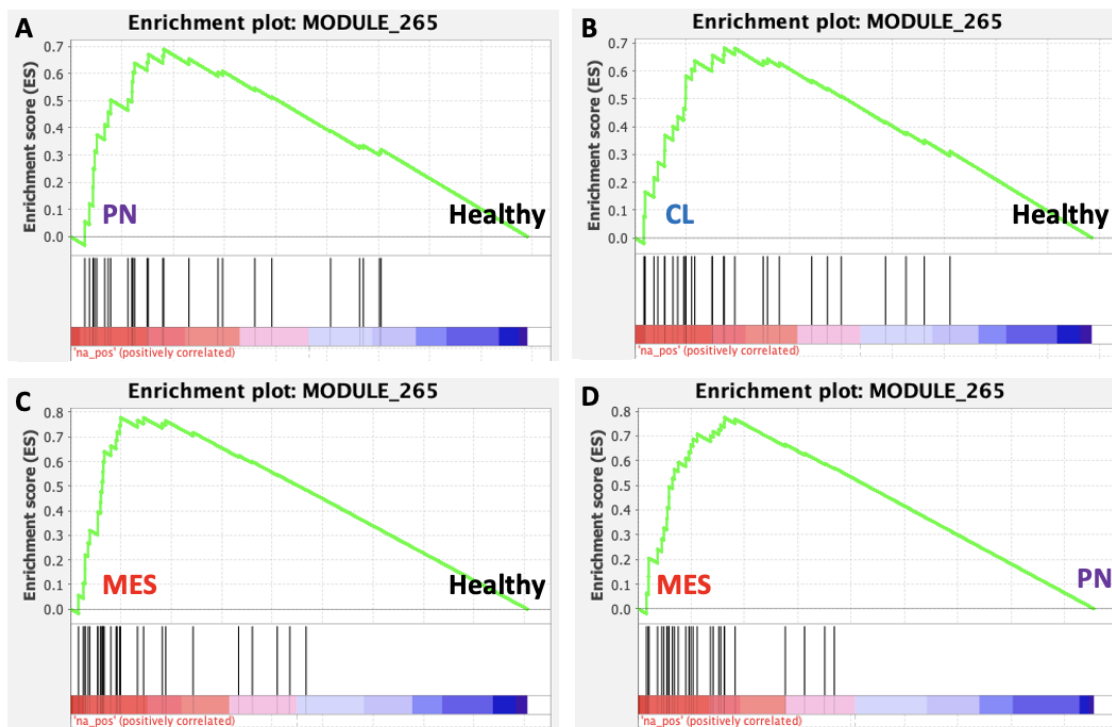 A
Enrichment plot: MODULE_265
Enrichment score (ES)
0.7
0.6
0.5
0.4
0.3
0.2
0.1
0.0
PN
Healthy
'na_pos' (positively correlated)
B
Enrichment plot: MODULE_265
Enrichment score (ES)
0.7
0.6
0.5
0.4
0.3
0.2
0.1
0.0
CL
Healthy
'na_pos' (positively correlated)
C
Enrichment plot: MODULE_265
Enrichment score (ES)
0.8
0.7
0.6
0.5
0.4
0.3
0.2
0.1
0.0
MES
Healthy
'na_pos' (positively correlated)
D
Enrichment plot: MODULE_265
Enrichment score (ES)
0.8
0.7
0.6
0.5
0.4
0.3
0.2
0.1
0.0
MES
PN
'na_pos' (positively correlated)